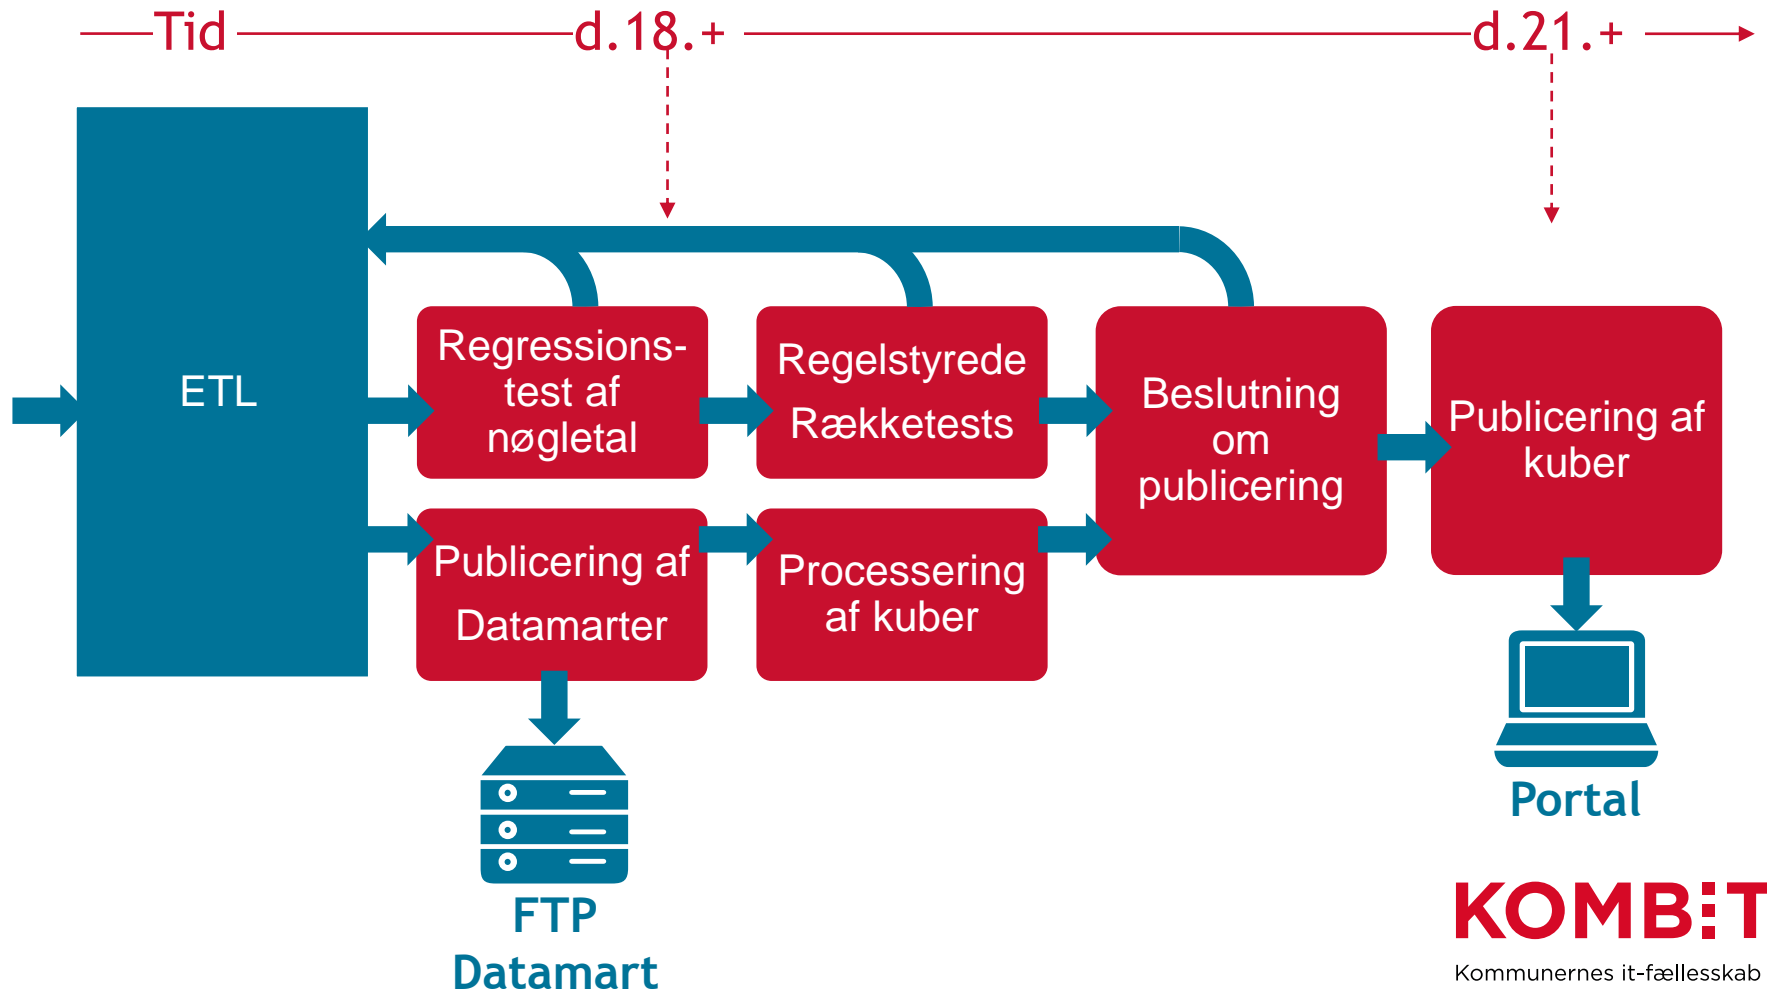 Tid
d.18.+
d.21.+
ETL
Regressions-
test af
nøgletal
Regelstyrede
Rækketests
Beslutning
om
publicering
Publicering af
kuber
Publicering af
Datamarter
Processering
af kuber
FTP
Datamart
Portal
KOMBIT
Kommunernes it-fællesskab